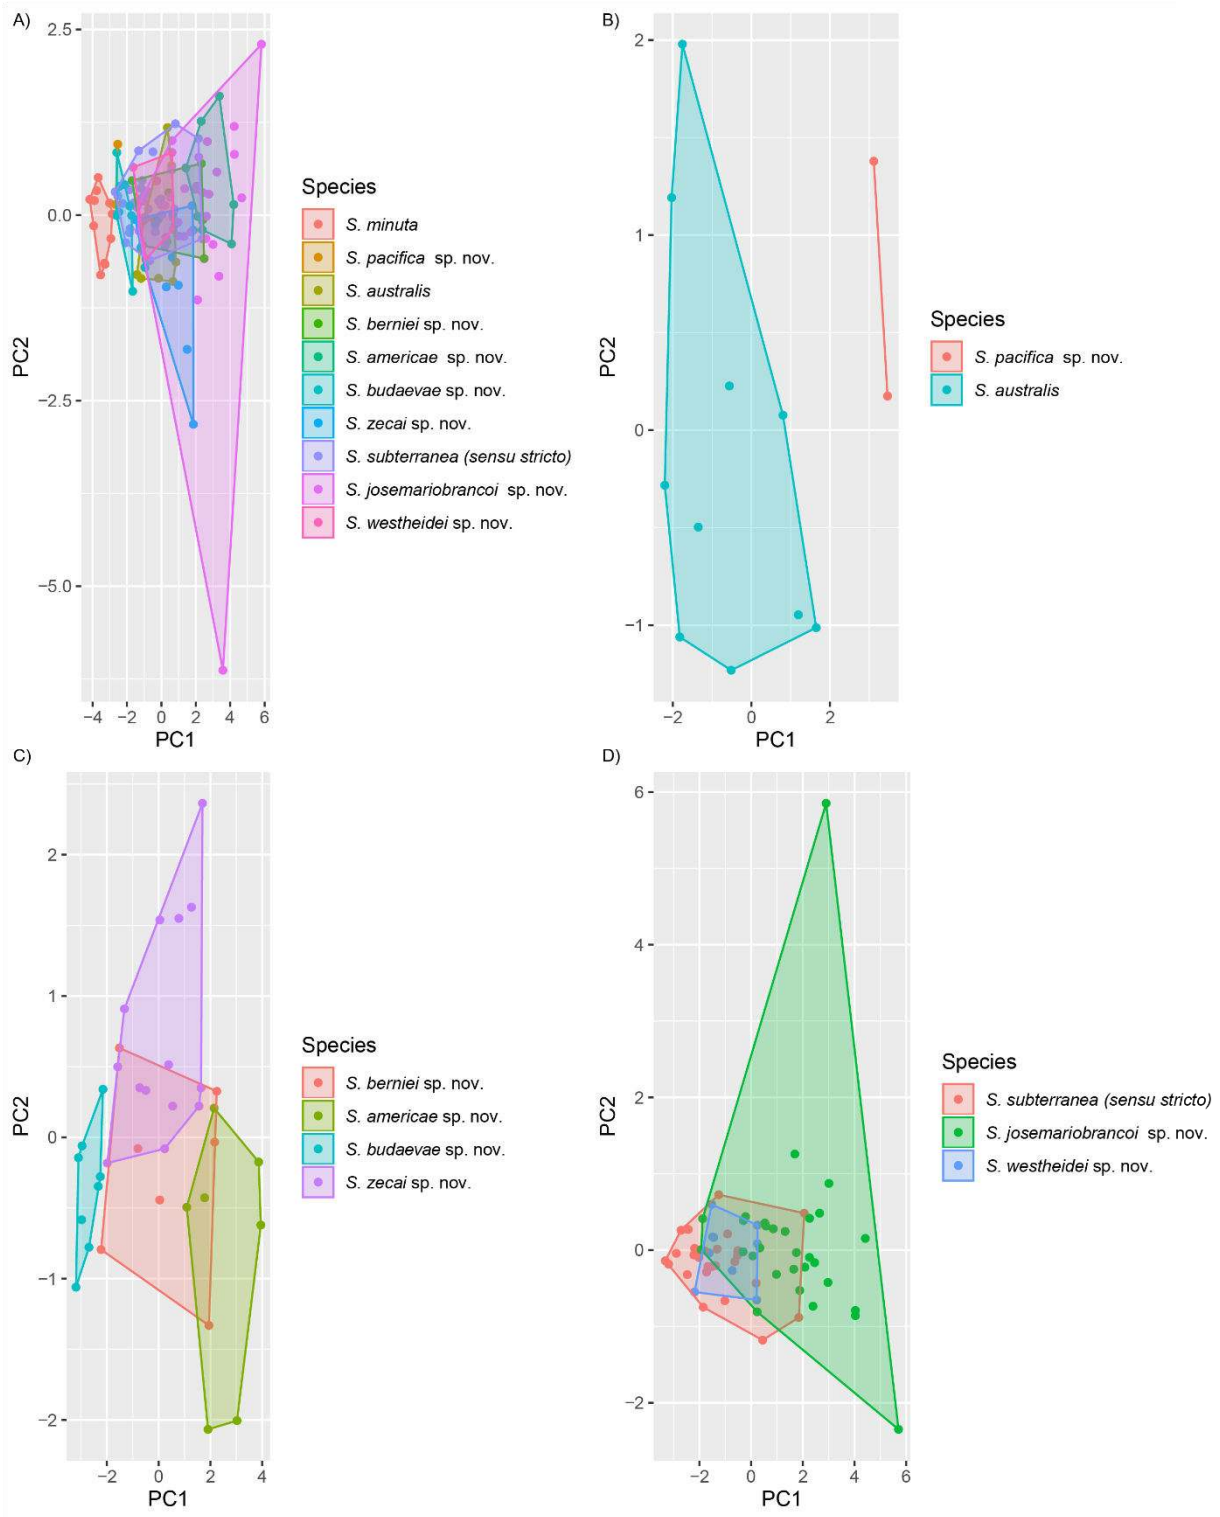 A)
2.5
0.0
−2.5
−5.0
PC2
−4 −2 0 2 4 6
PC1
Species
S. minuta
S. pacifica sp. nov.
S. australis
S. berniei sp. nov.
S. americae sp. nov.
S. budaevae sp. nov.
S. zecai sp. nov.
S. subterranea (sensu stricto)
S. josemariobrancoi sp. nov.
S. westheidei sp. nov.
B)
2
1
0
−1
PC2
−2 0 2
PC1
Species
S. pacifica sp. nov.
S. australis
C)
2
1
0
−1
−2
PC2
−2 0 2 4
PC1
Species
S. berniei sp. nov.
S. americae sp. nov.
S. budaevae sp. nov.
S. zecai sp. nov.
D)
6
4
2
0
−2
PC2
−2 0 2 4 6
PC1
Species
S. subterranea (sensu stricto)
S. josemariobrancoi sp. nov.
S. westheidei sp. nov.